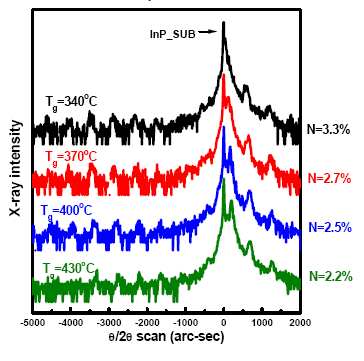 InP_SUB
Tg=340°C
N=3.3%
Tg=370°C
N=2.7%
Tg=400°C
N=2.5%
Tg=430°C
N=2.2%
X-ray intensity
-5000 -4000 -3000 -2000 -1000 0 1000 2000
θ/2θ scan (arc-sec)